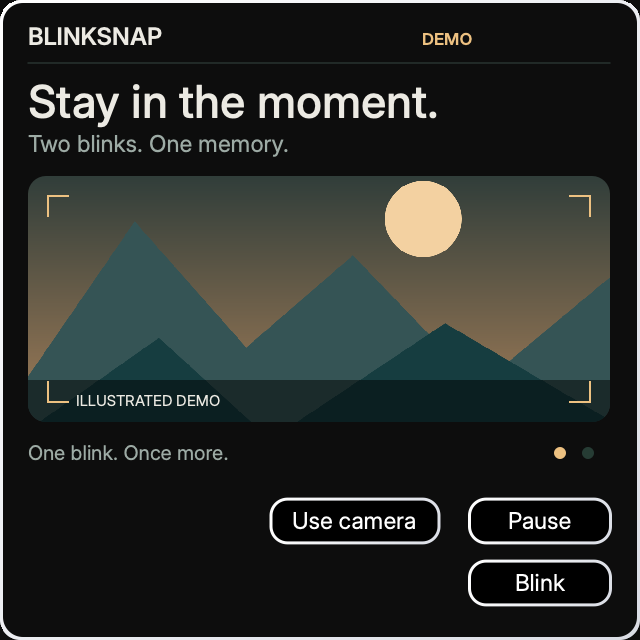 BLINKSNAP
DEMO
Stay in the moment.
Two blinks. One memory.
ILLUSTRATED DEMO
One blink. Once more.
Use camera
Pause
Blink